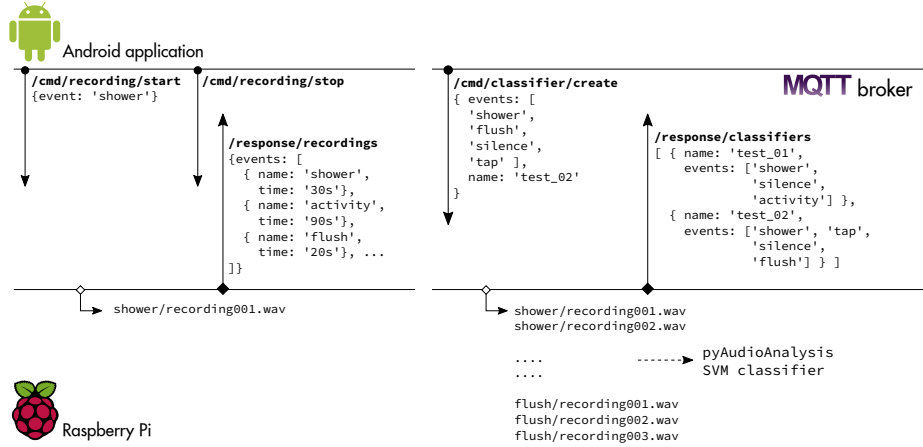 Android application
/cmd/recording/start
{event: 'shower'}
/cmd/recording/stop
/response/recordings
{events: [
{ name: 'shower',
time: '30s'},
{ name: 'activity',
time: '90s'},
{ name: 'flush',
time: '20s'}, ...
]}
shower/recording001.wav
/cmd/classifier/create
{ events: [
'shower',
'flush',
'silence',
'tap' ],
name: 'test_02'
}
MQTT broker
/response/classifiers
[ { name: 'test_01',
events: ['shower',
'silence',
'activity'] },
{ name: 'test_02',
events: ['shower', 'tap',
'silence',
'flush'] } ]
shower/recording001.wav
shower/recording002.wav
....
....
pyAudioAnalysis
SVM classifier
flush/recording001.wav
flush/recording002.wav
flush/recording003.wav
Raspberry Pi